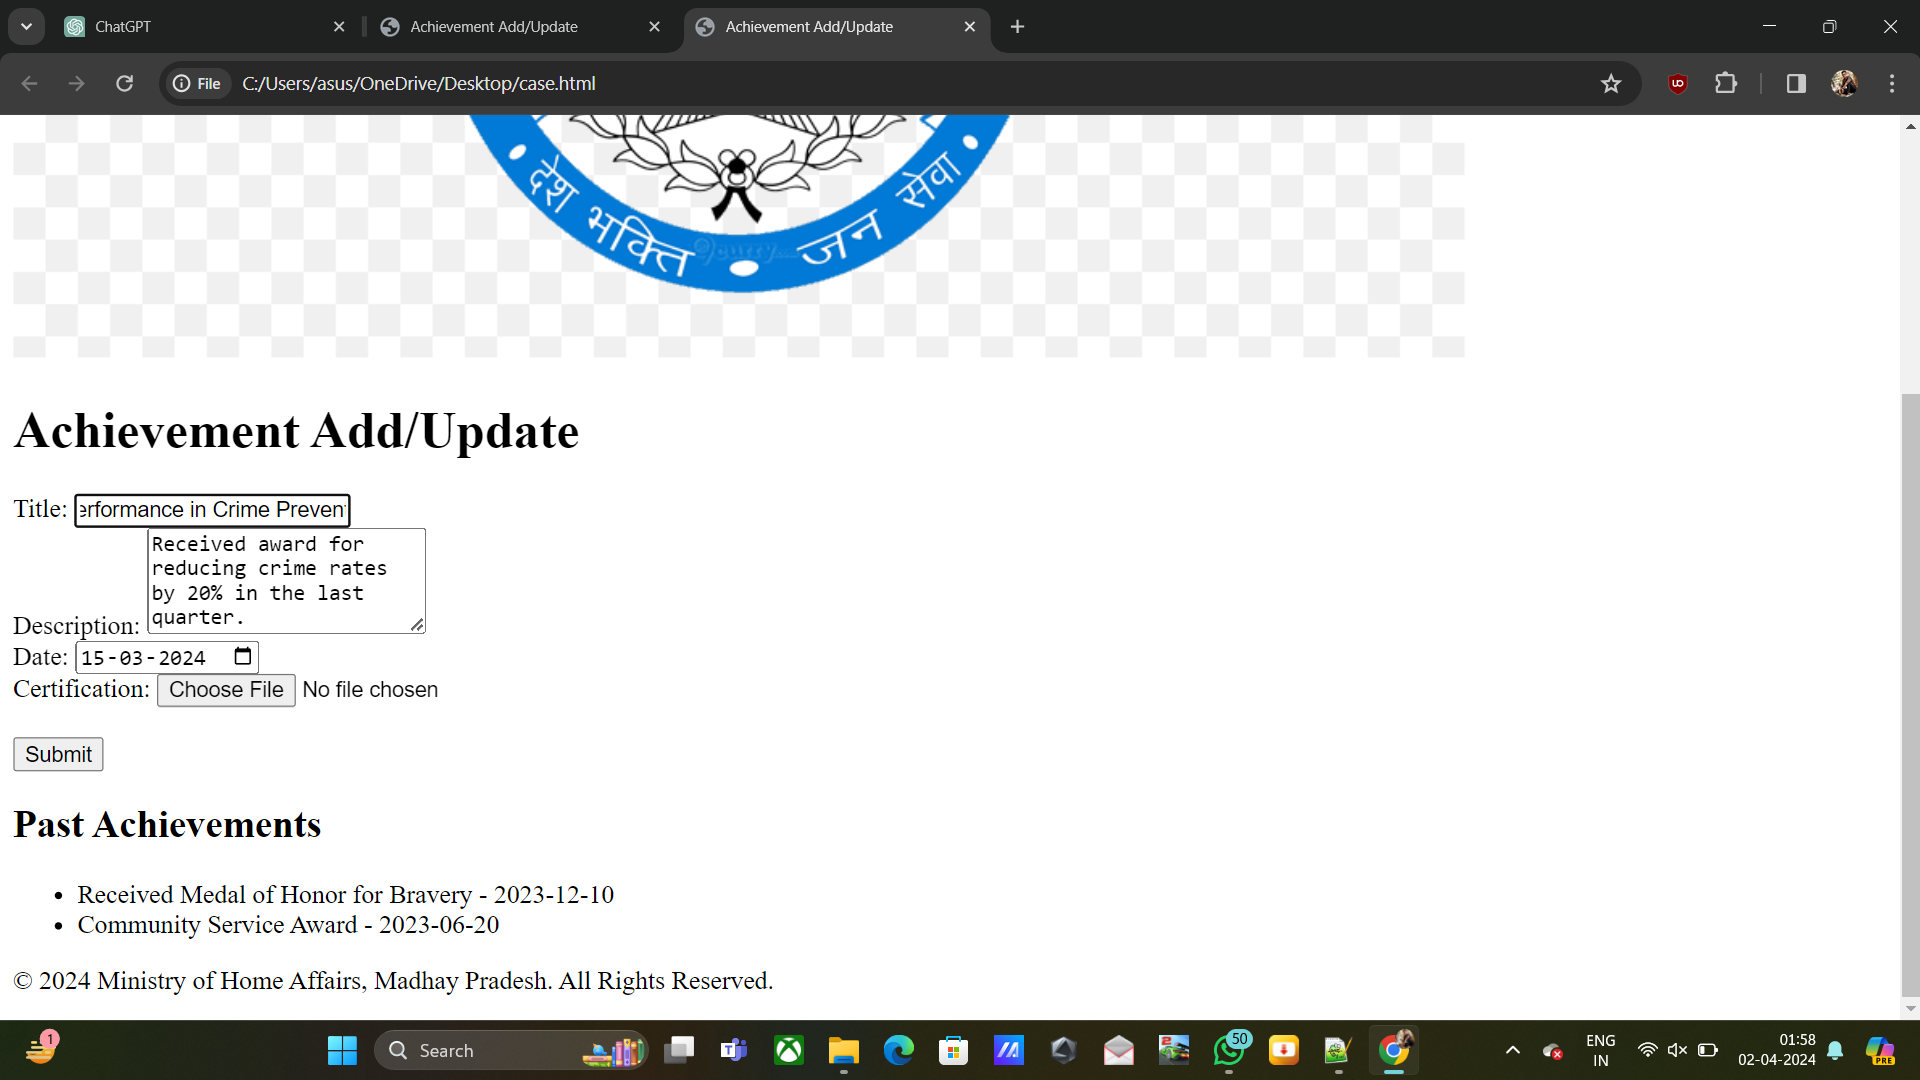 ChatGPT
Achievement Add/Update
Achievement Add/Update
File
C:/Users/asus/OneDrive/Desktop/case.html
देश भक्ति • जन सेवा
Achievement Add/Update
Title: erformance in Crime Preven
Received award for
reducing crime rates
by 20% in the last
quarter.
Description:
Date: 15-03-2024
Certification: Choose File No file chosen
Submit
Past Achievements
• Received Medal of Honor for Bravery - 2023-12-10
• Community Service Award - 2023-06-20
© 2024 Ministry of Home Affairs, Madhay Pradesh. All Rights Reserved.
1
Search
50
ENG
IN
01:58
02-04-2024
PRE